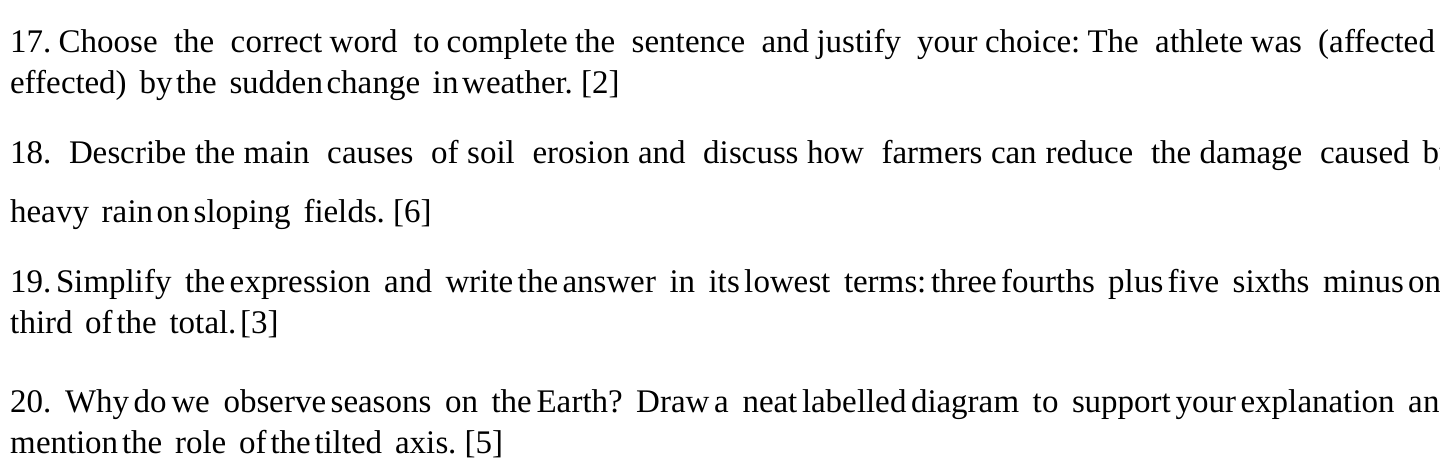 17. Choose the correct word to complete the sentence and justify your choice: The athlete was (affected
effected) by the sudden change in weather. [2]
18. Describe the main causes of soil erosion and discuss how farmers can reduce the damage caused
heavy rain on sloping fields. [6]
19. Simplify the expression and write the answer in its lowest terms: three fourths plus five sixths minus
third of the total. [3]
20. Why do we observe seasons on the Earth? Draw a neat labelled diagram to support your explanation
mention the role of the tilted axis. [5]